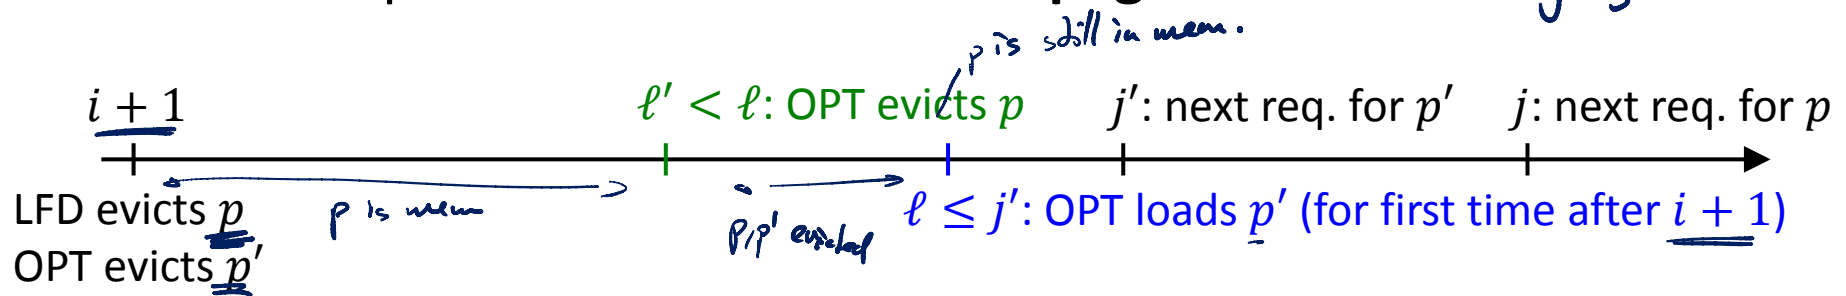 p is still in mem.
i + 1
ℓ′ < ℓ: OPT evicts p
j′: next req. for p′
j: next req. for p
LFD evicts p
p is mem
p,p′ evicted
ℓ ≤ j′: OPT loads p′ (for first time after i + 1)
OPT evicts p′